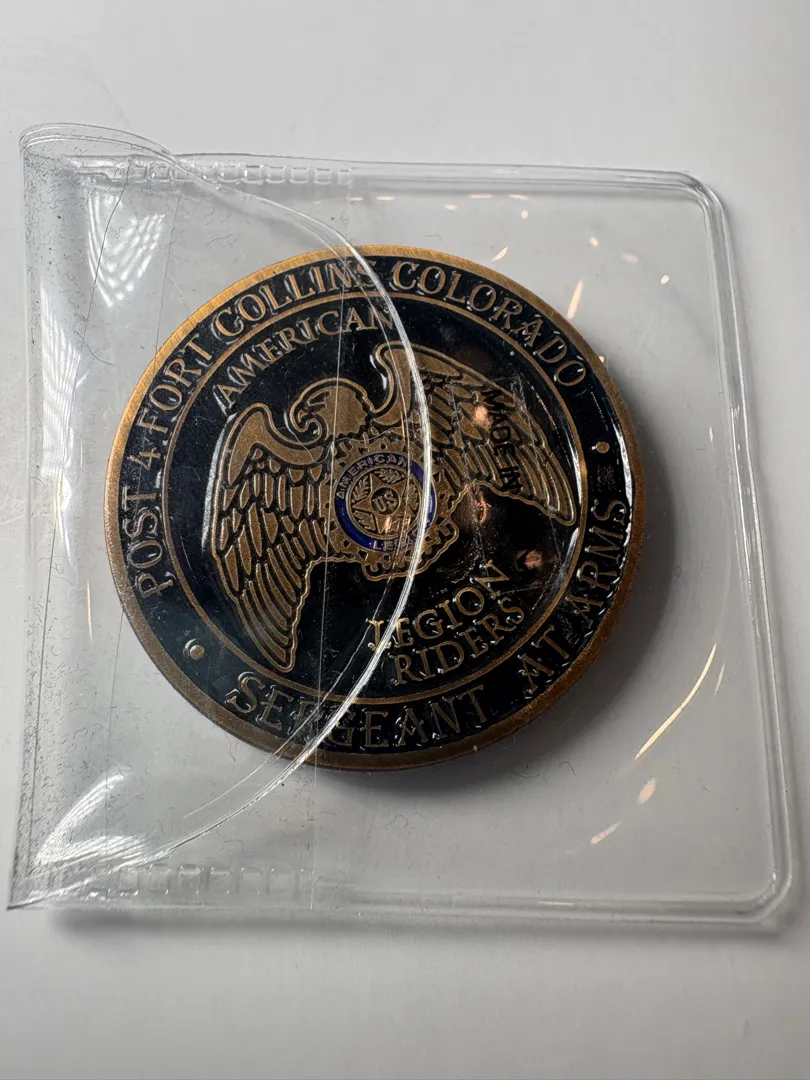 POST 4 FORT COLLINS COLORADO
AMERICAN
AMERICAN
US
LEGION
MADE IN
LEGION
RIDERS
SERGEANT AT ARMS